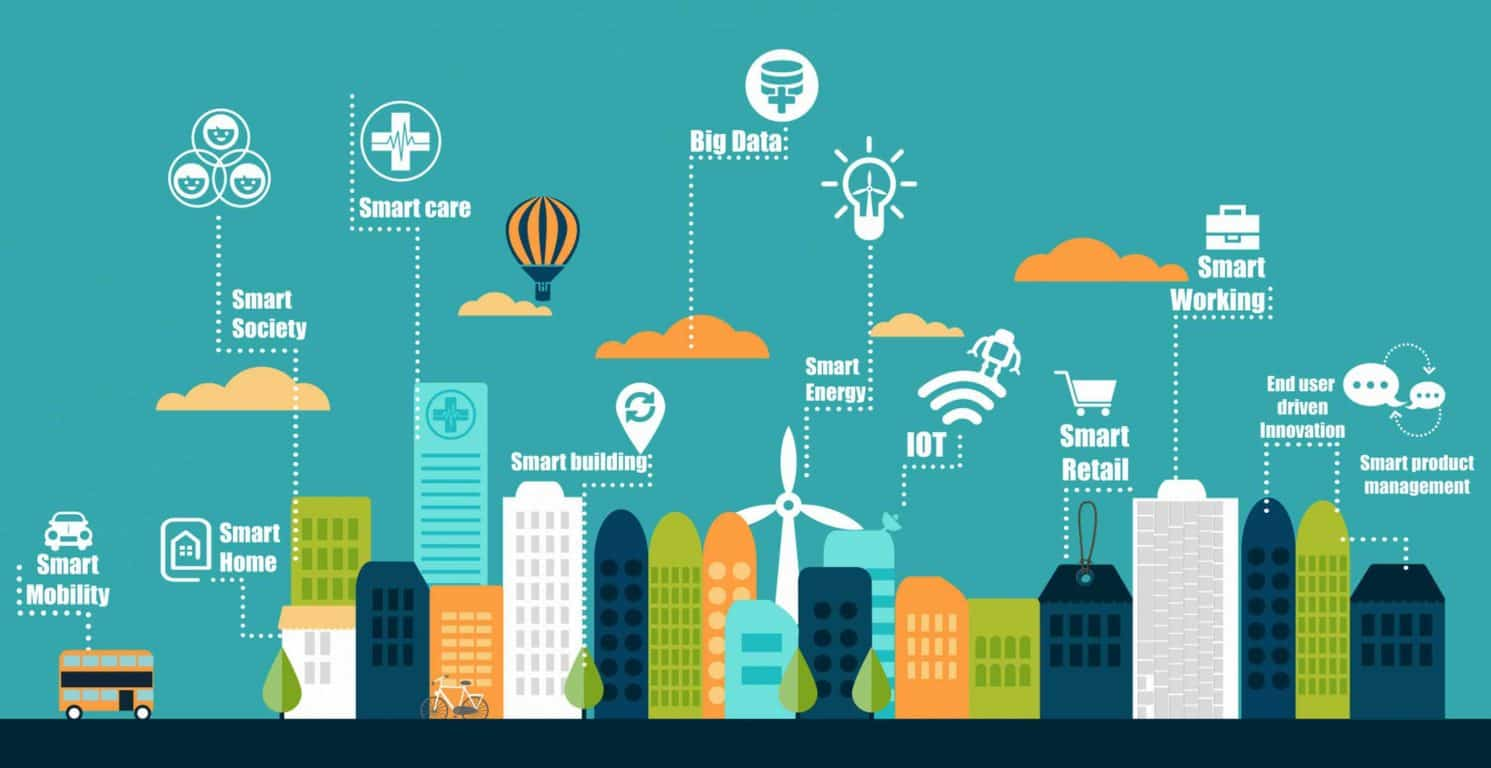 Big Data
Smart care
Smart
Society
Smart
Working
Smart
Energy
End user
driven
Innovation
IOT
Smart
Retail
Smart building
Smart product
management
Smart
Home
Smart
Mobility